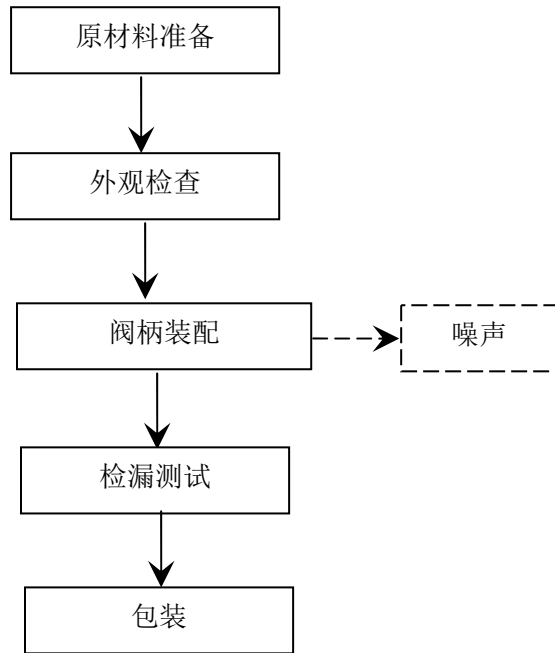 原材料准备
外观检查
阀柄装配
噪声
检漏测试
包装